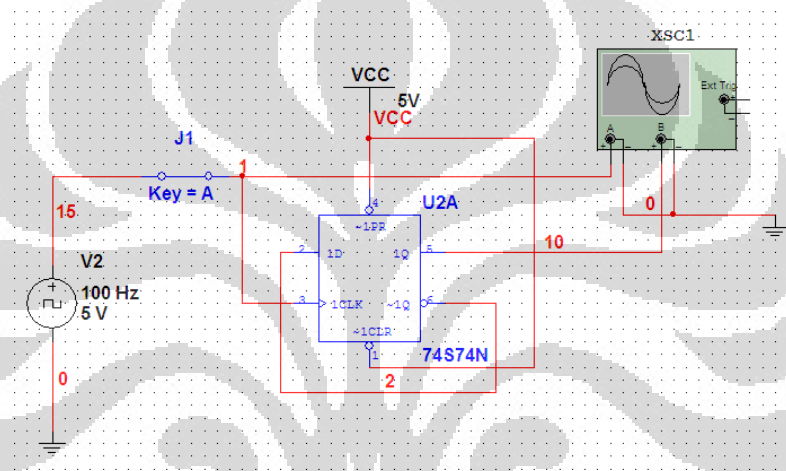 XSC1
VCC
5V
VCC
Ext Trig
A
B
J1
1
Key = A
15
4
U2A
~1PR
0
2
1D
1Q
5
10
V2
100 Hz
5 V
3
1CLK
~1Q
6
~1CLR
1
74S74N
2
0